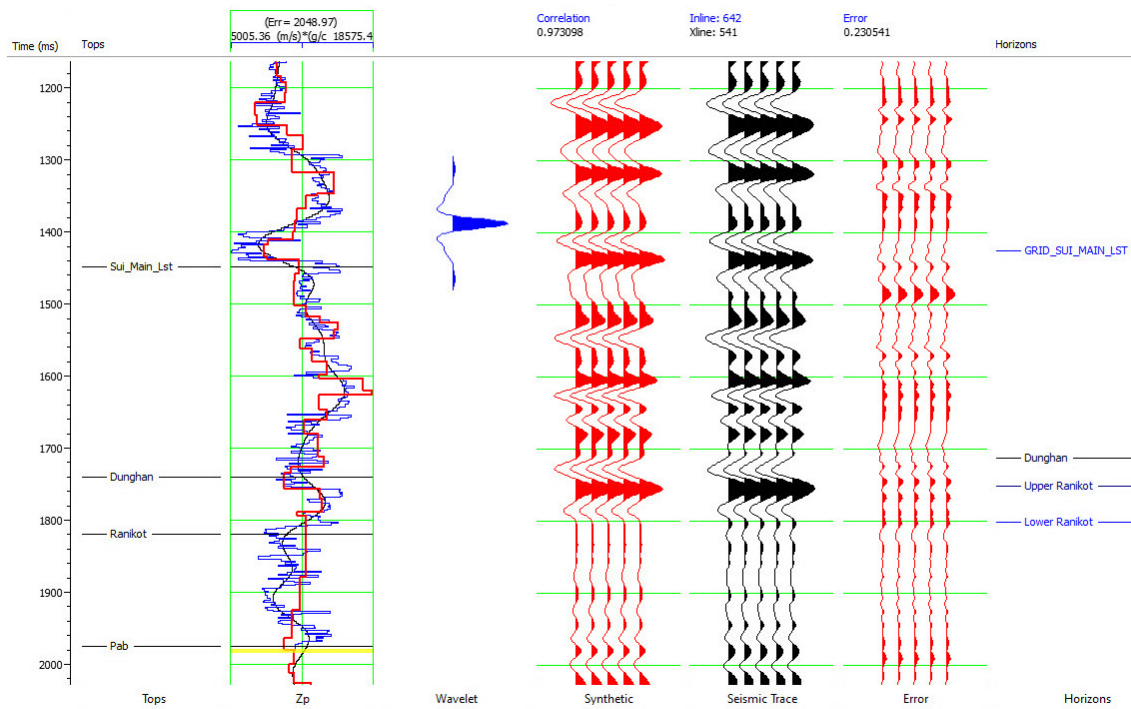 (Err= 2048.97)
5005.36 (m/s)*(g/c 18575.4
Correlation
0.973098
Inline: 642
Xline: 541
Error
0.230541
Time (ms)
Tops
Horizons
1200
1300
1400
GRID_SUI_MAIN_LST
Sui_Main_Lst
1500
1600
1700
Dunghan
Dunghan
Upper Ranikot
1800
Lower Ranikot
Ranikot
1900
Pab
2000
Tops
Zp
Wavelet
Synthetic
Seismic Trace
Error
Horizons